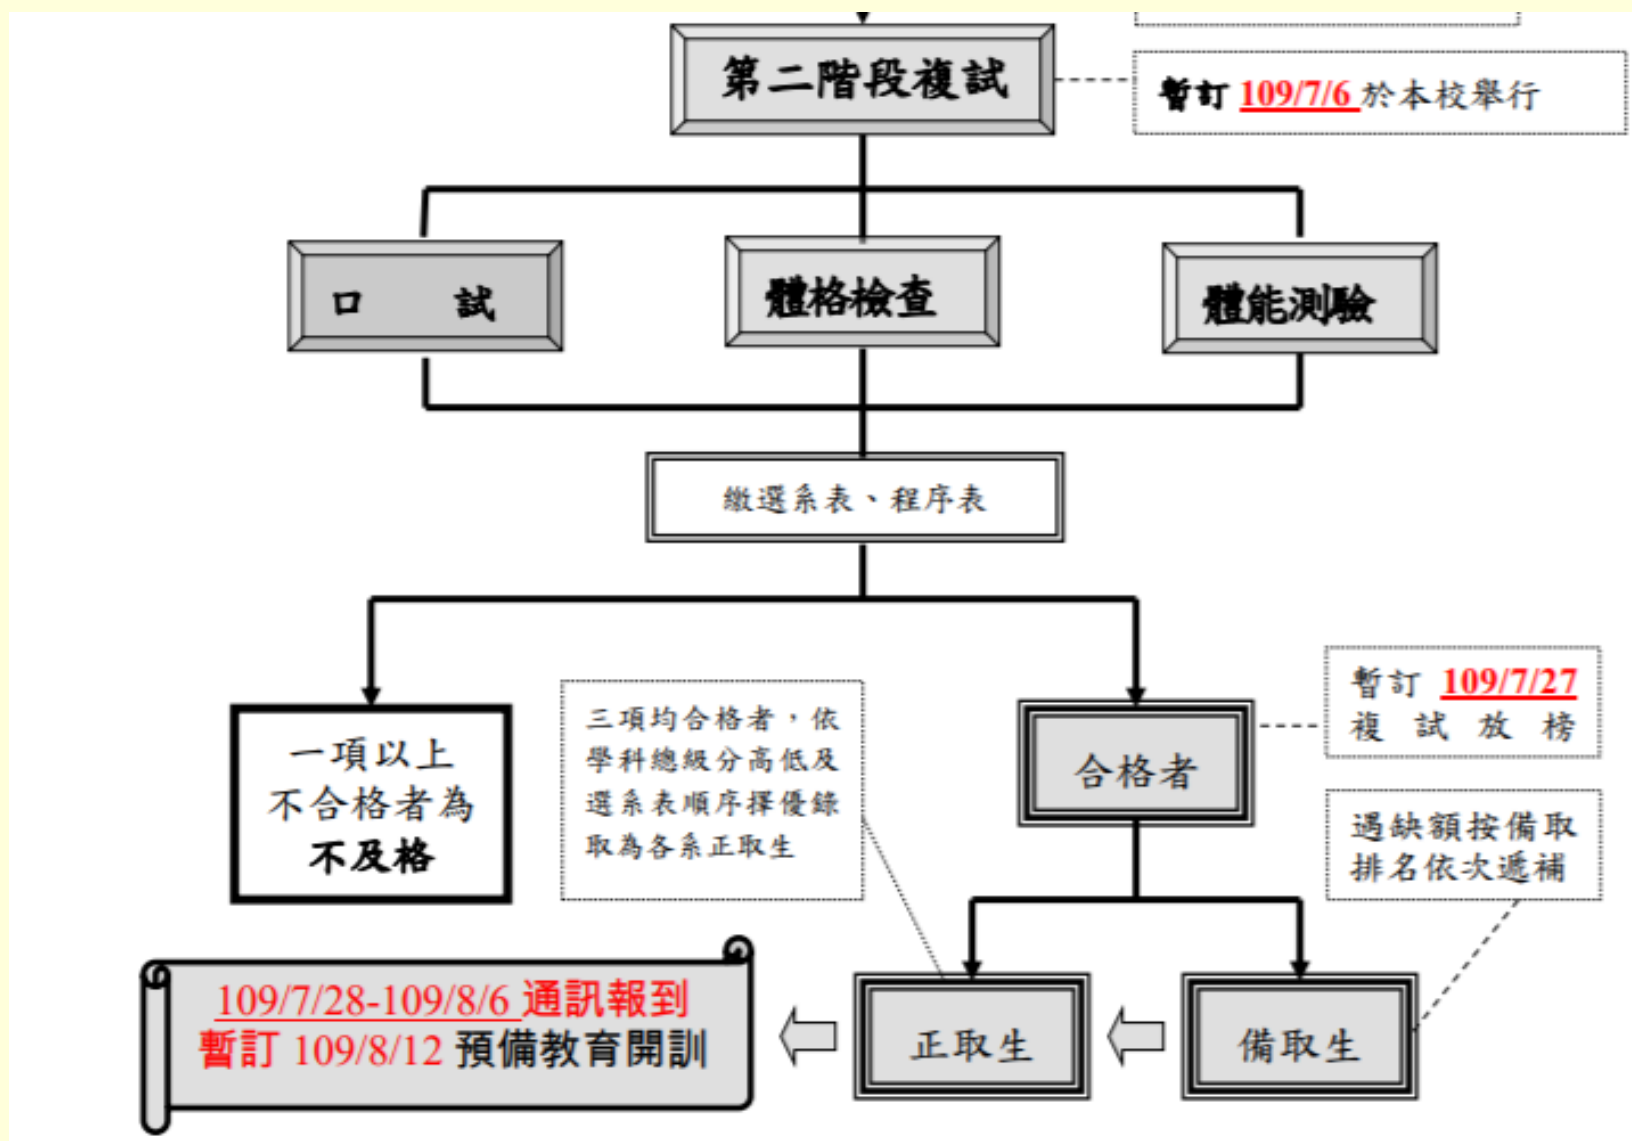 第二階段複試
暫訂 109/7/6 於本校舉行
口 試
體格檢查
體能測驗
繳選系表、程序表
一項以上
不合格者為
不及格
三項均合格者，依
學科總級分高低及
選系表順序擇優錄
取為各系正取生
合格者
暫訂 109/7/27
複試放榜
遇缺額按備取
排名依次遞補
109/7/28-109/8/6 通訊報到
暫訂 109/8/12 預備教育開訓
正取生
備取生